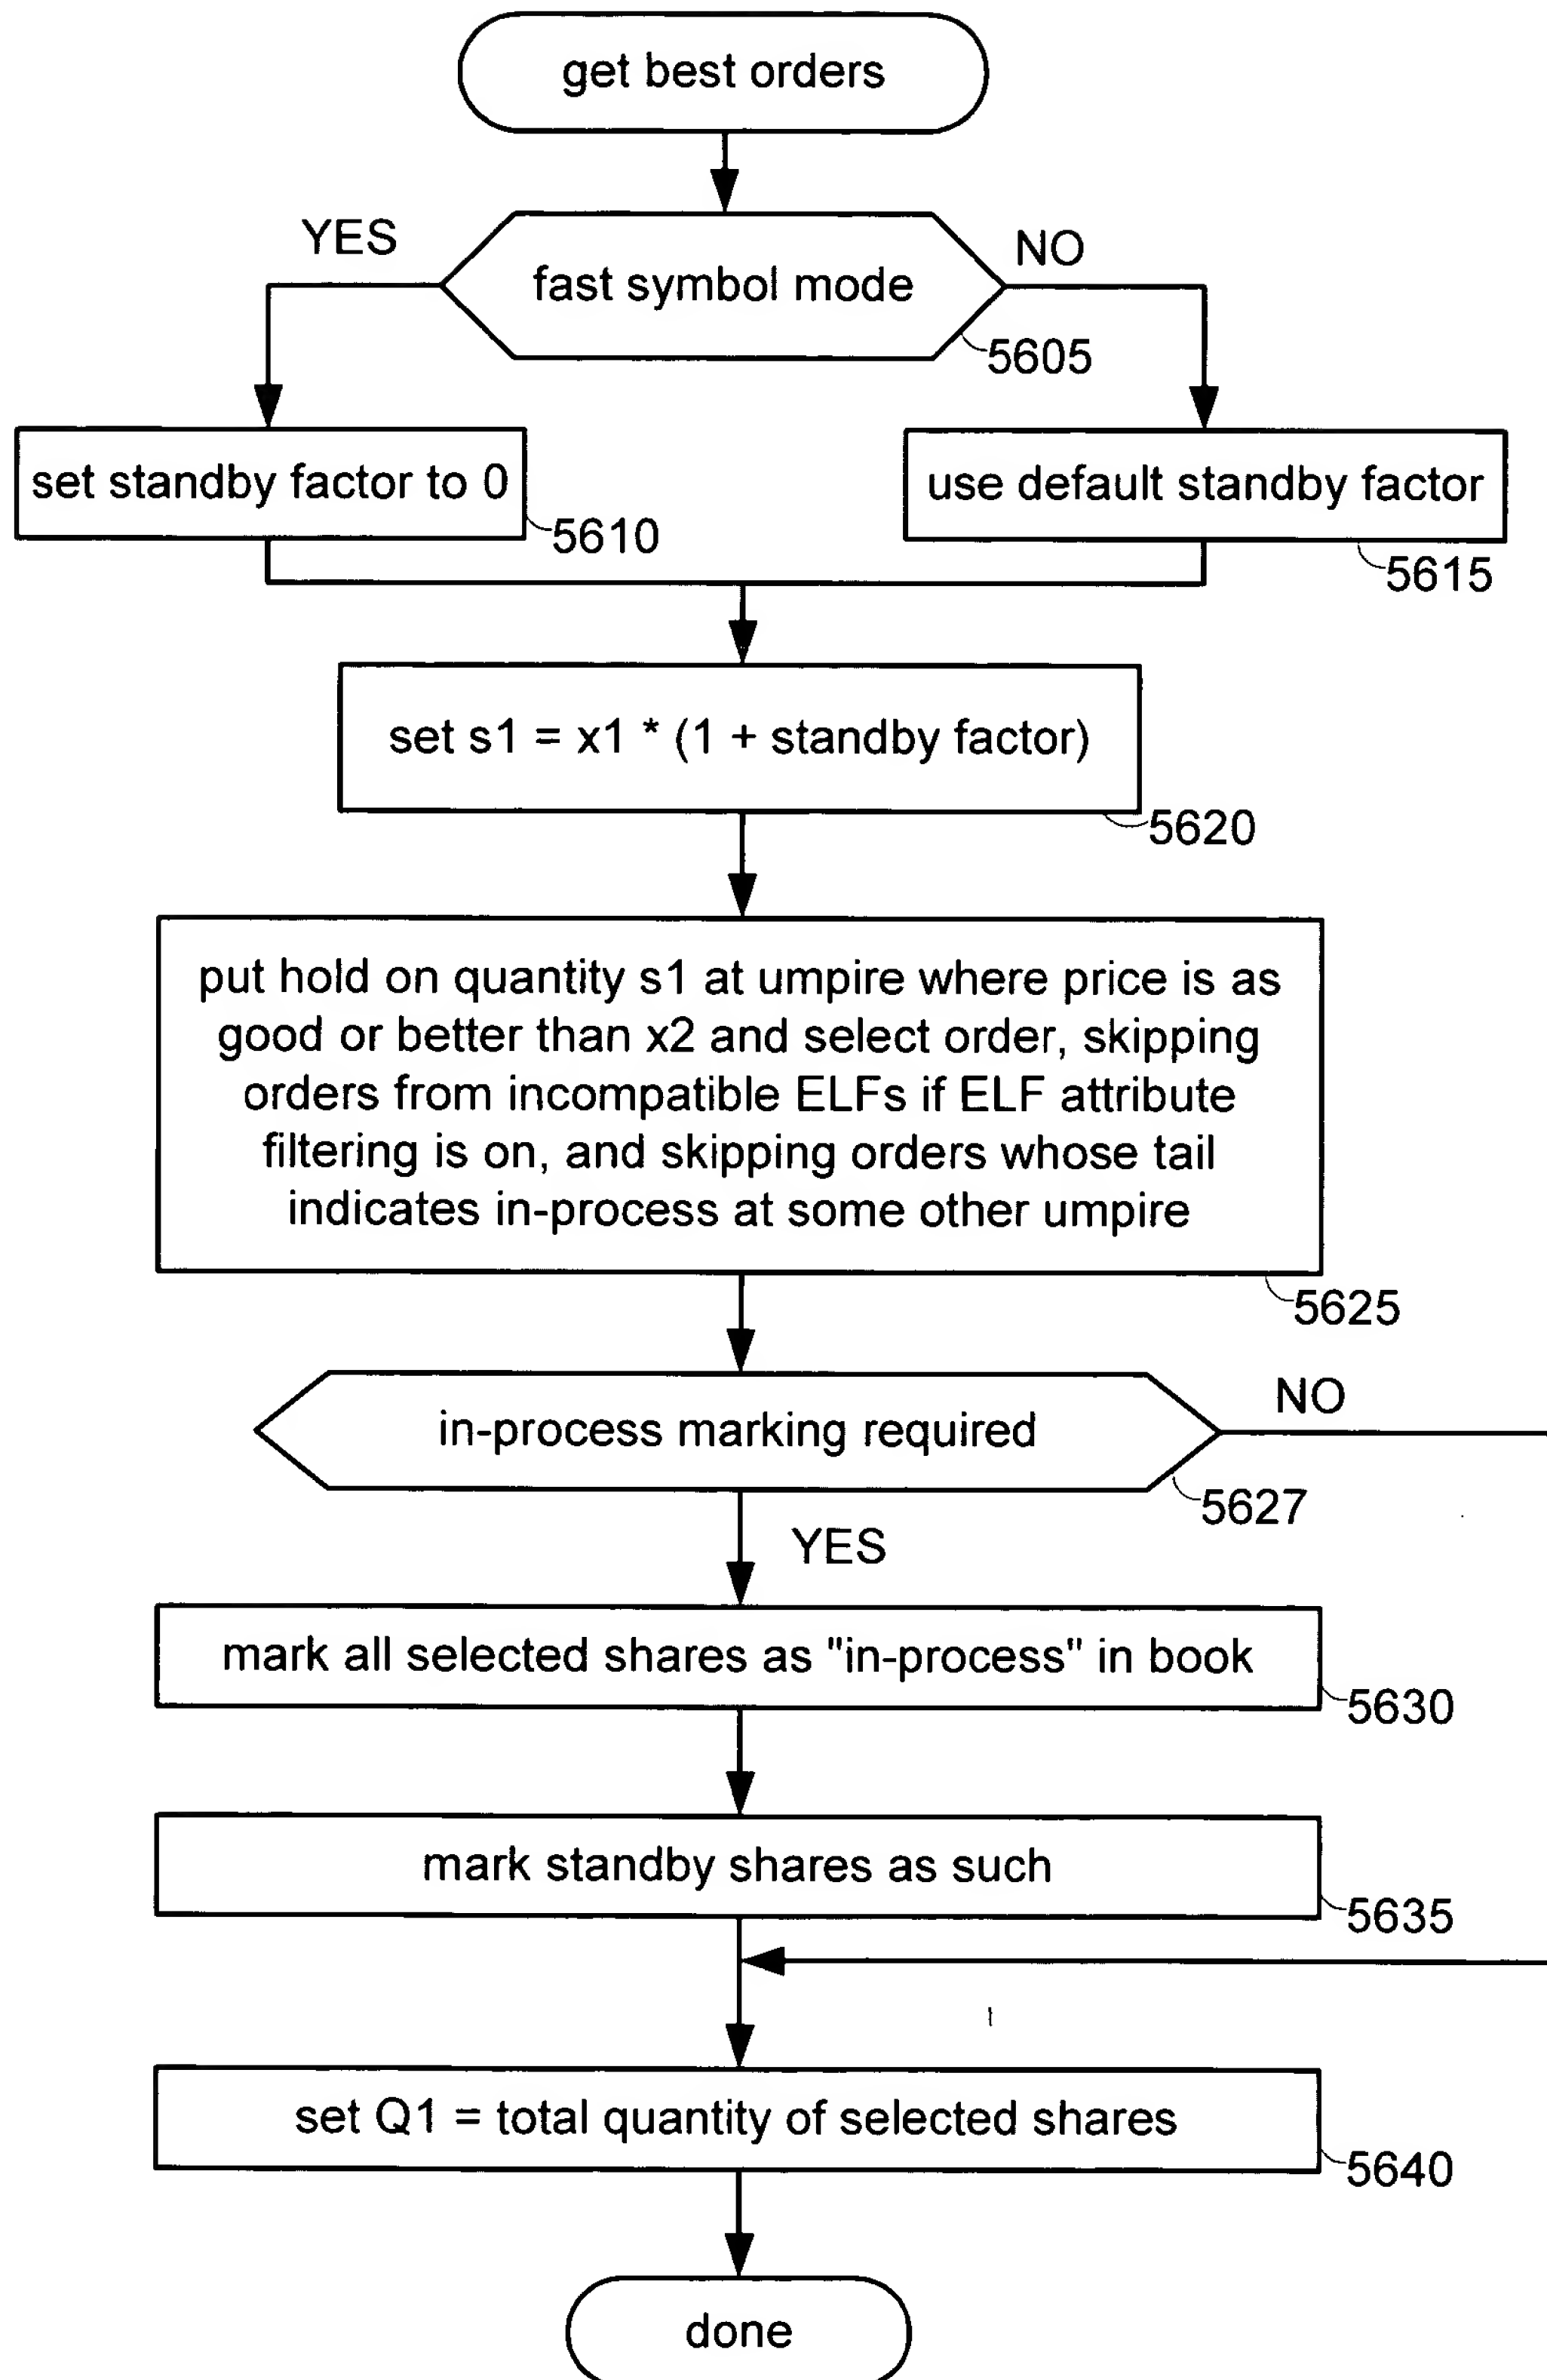 get best orders
YES
NO
fast symbol mode
5605
set standby factor to 0
use default standby factor
5610
5615
set s1 = x1 * (1 + standby factor)
5620
put hold on quantity s1 at umpire where price is as
good or better than x2 and select order, skipping
orders from incompatible ELFs if ELF attribute
filtering is on, and skipping orders whose tail
indicates in-process at some other umpire
5625
NO
in-process marking required
5627
YES
mark all selected shares as "in-process" in book
5630
mark standby shares as such
5635
set Q1 = total quantity of selected shares
5640
done